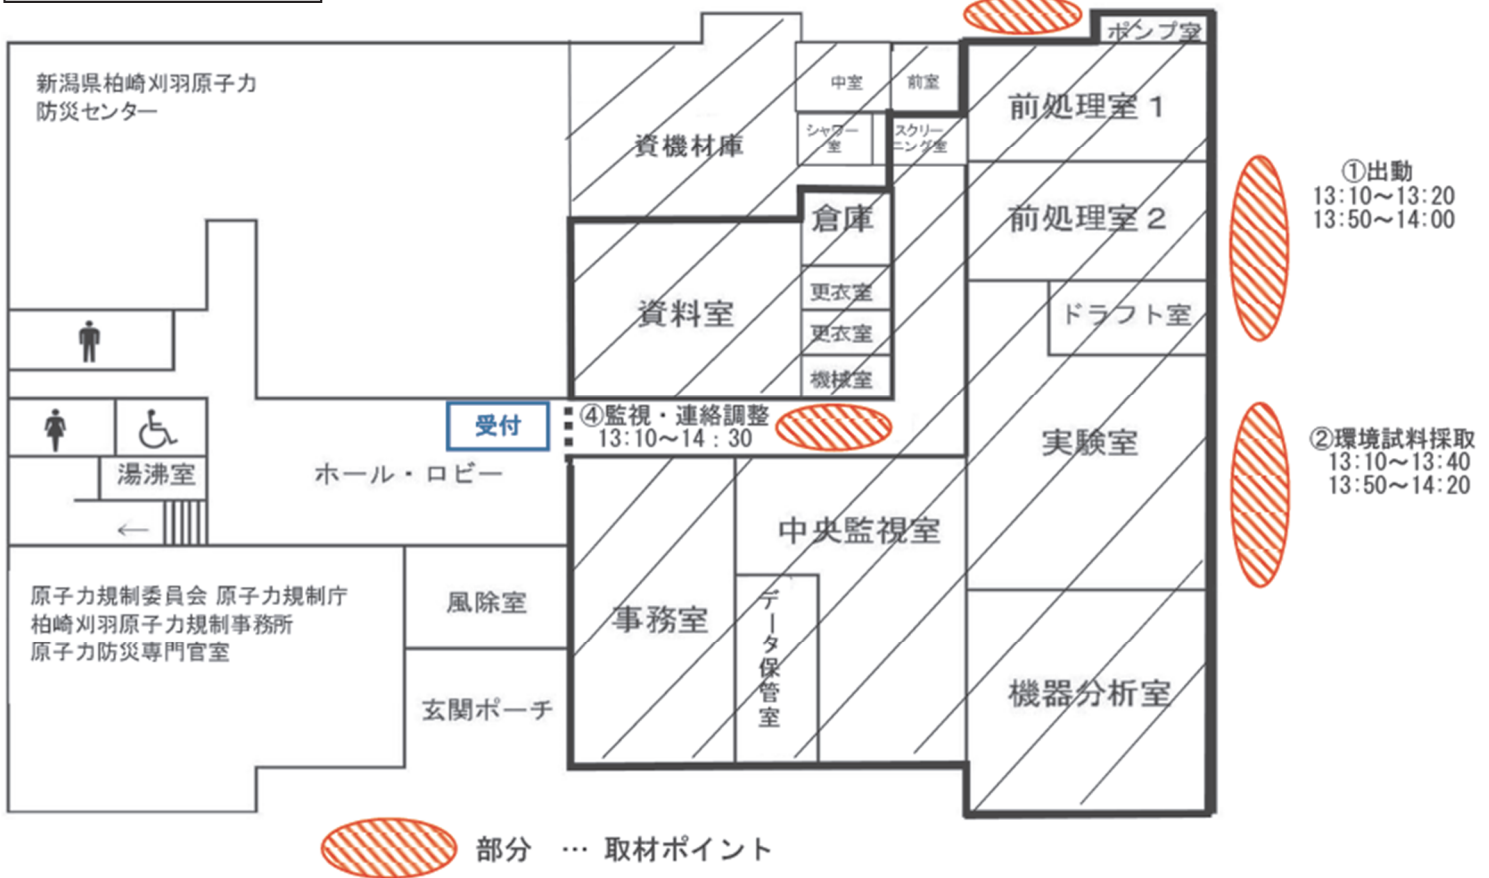 ポンプ室
新潟県柏崎刈羽原子力
防災センター
中室
前室
前処理室１
資機材庫
シャワー
室
スクリー
ニング室
①出動
13:10～13:20
13:50～14:00
倉庫
前処理室２
更衣室
資料室
ドラフト室
更衣室
機械室
受付
④監視・連絡調整
13:10～14：30
実験室
②環境試料採取
13:10～13:40
13:50～14:20
湯沸室
ホール・ロビー
←
中央監視室
原子力規制委員会 原子力規制庁
柏崎刈羽原子力規制事務所
原子力防災専門官室
風除室
事務室
データ保管室
玄関ポーチ
機器分析室
部分 … 取材ポイント